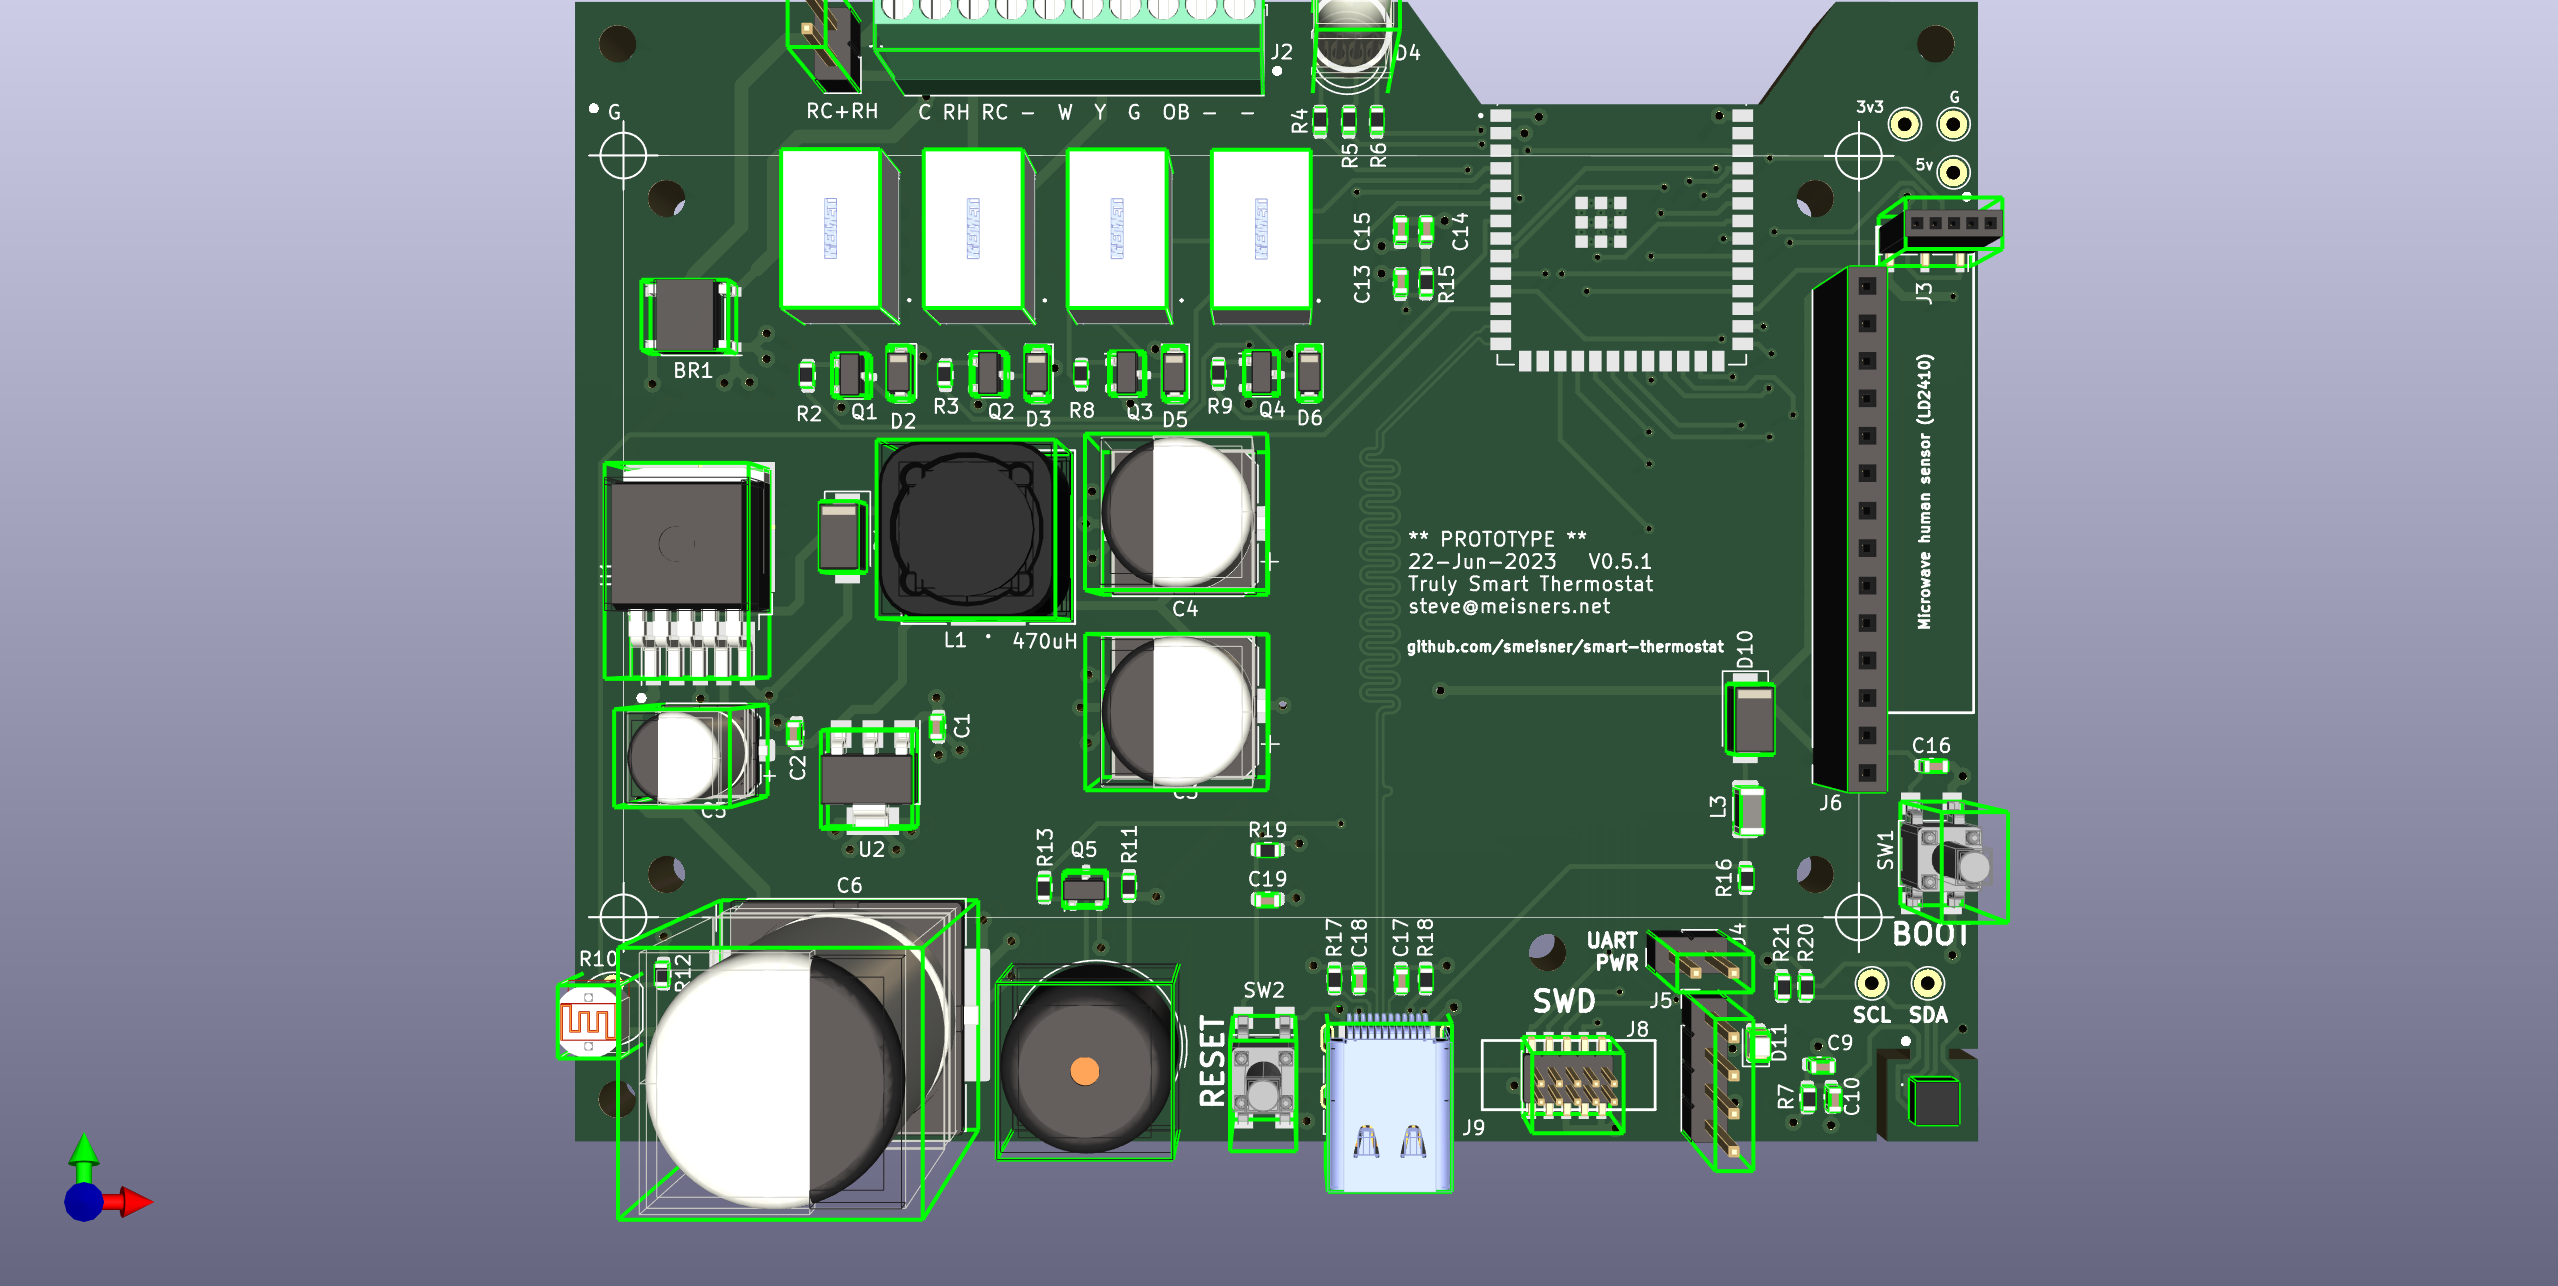 J2
D4
RC+RH
C RH RC - W Y G OB - -
G
3v3
G
5v
R4
R5
R6
KEMET
KEMET
KEMET
KEMET
C15
C14
C13
R15
J3
BR1
R2
Q1
D2
R3
Q2
D3
R8
Q3
D5
R9
Q4
D6
Microwave human sensor (LD2410)
** PROTOTYPE **
22-Jun-2023 V0.5.1
Truly Smart Thermostat
steve@meisners.net
github.com/smeisner/smart-thermostat
C4
L1
470uH
D10
C1
C2
C16
J6
L3
U2
R13
Q5
R11
R19
SW1
R16
C19
C6
BOOT
R10
R17
C18
C17
R18
UART
PWR
J4
R21
R20
SW2
SWD
J5
SCL
SDA
RESET
J8
D11
C9
R7
C10
J9